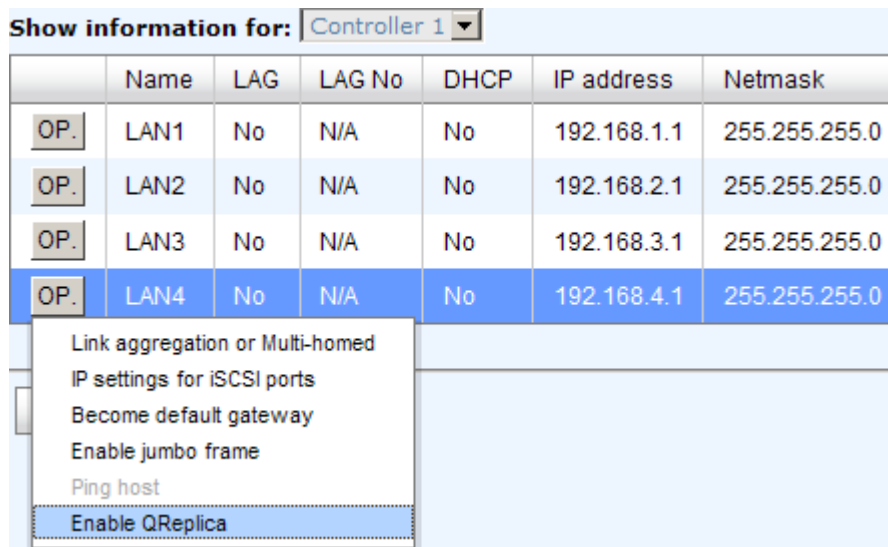 Show information for: Controller 1
Name LAG LAG No DHCP IP address Netmask
OP. LAN1 No N/A No 192.168.1.1 255.255.255.0
OP. LAN2 No N/A No 192.168.2.1 255.255.255.0
OP. LAN3 No N/A No 192.168.3.1 255.255.255.0
OP. LAN4 No N/A No 192.168.4.1 255.255.255.0
Link aggregation or Multi-homed
IP settings for iSCSI ports
Become default gateway
Enable jumbo frame
Ping host
Enable QReplica